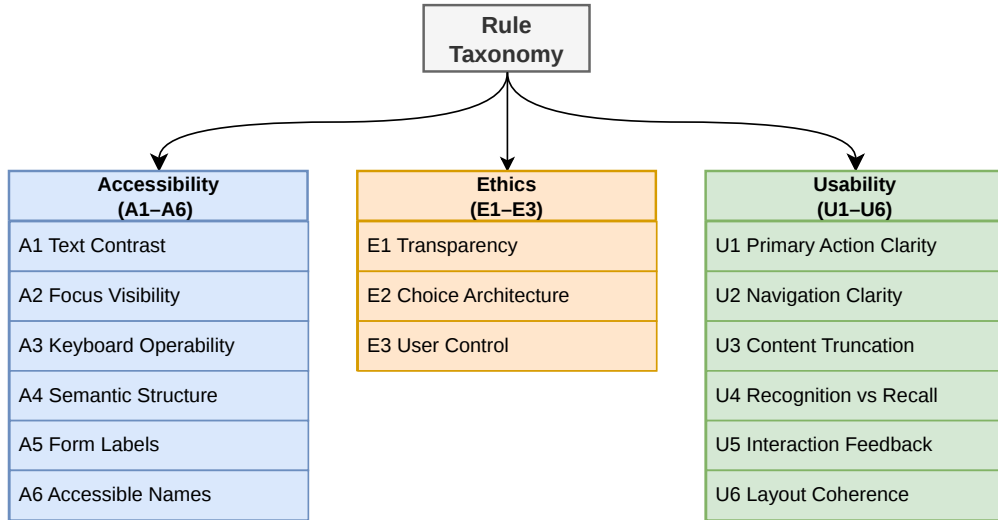 Rule
Taxonomy
Accessibility
(A1–A6)
A1 Text Contrast
A2 Focus Visibility
A3 Keyboard Operability
A4 Semantic Structure
A5 Form Labels
A6 Accessible Names
Ethics
(E1–E3)
E1 Transparency
E2 Choice Architecture
E3 User Control
Usability
(U1–U6)
U1 Primary Action Clarity
U2 Navigation Clarity
U3 Content Truncation
U4 Recognition vs Recall
U5 Interaction Feedback
U6 Layout Coherence